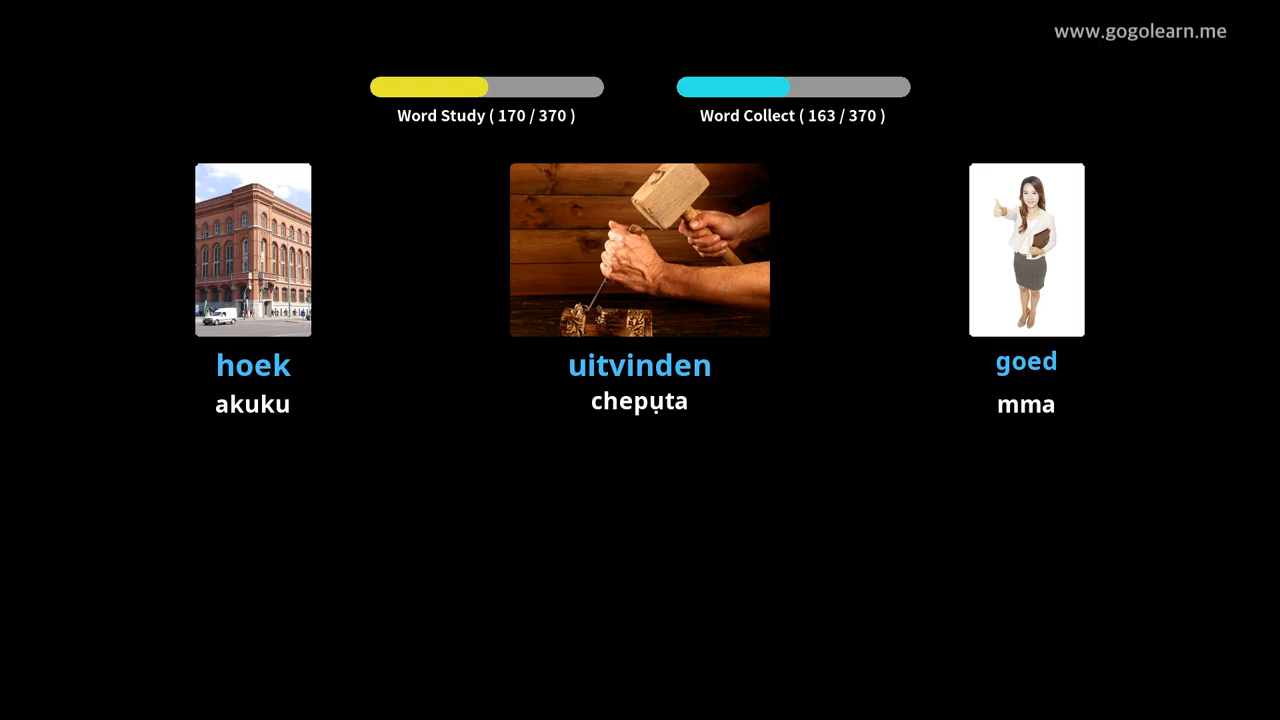 www.gogolearn.me
Word Study ( 170 / 370 )
Word Collect ( 163 / 370 )
hoek
akuku
uitvinden
chepụta
goed
mma